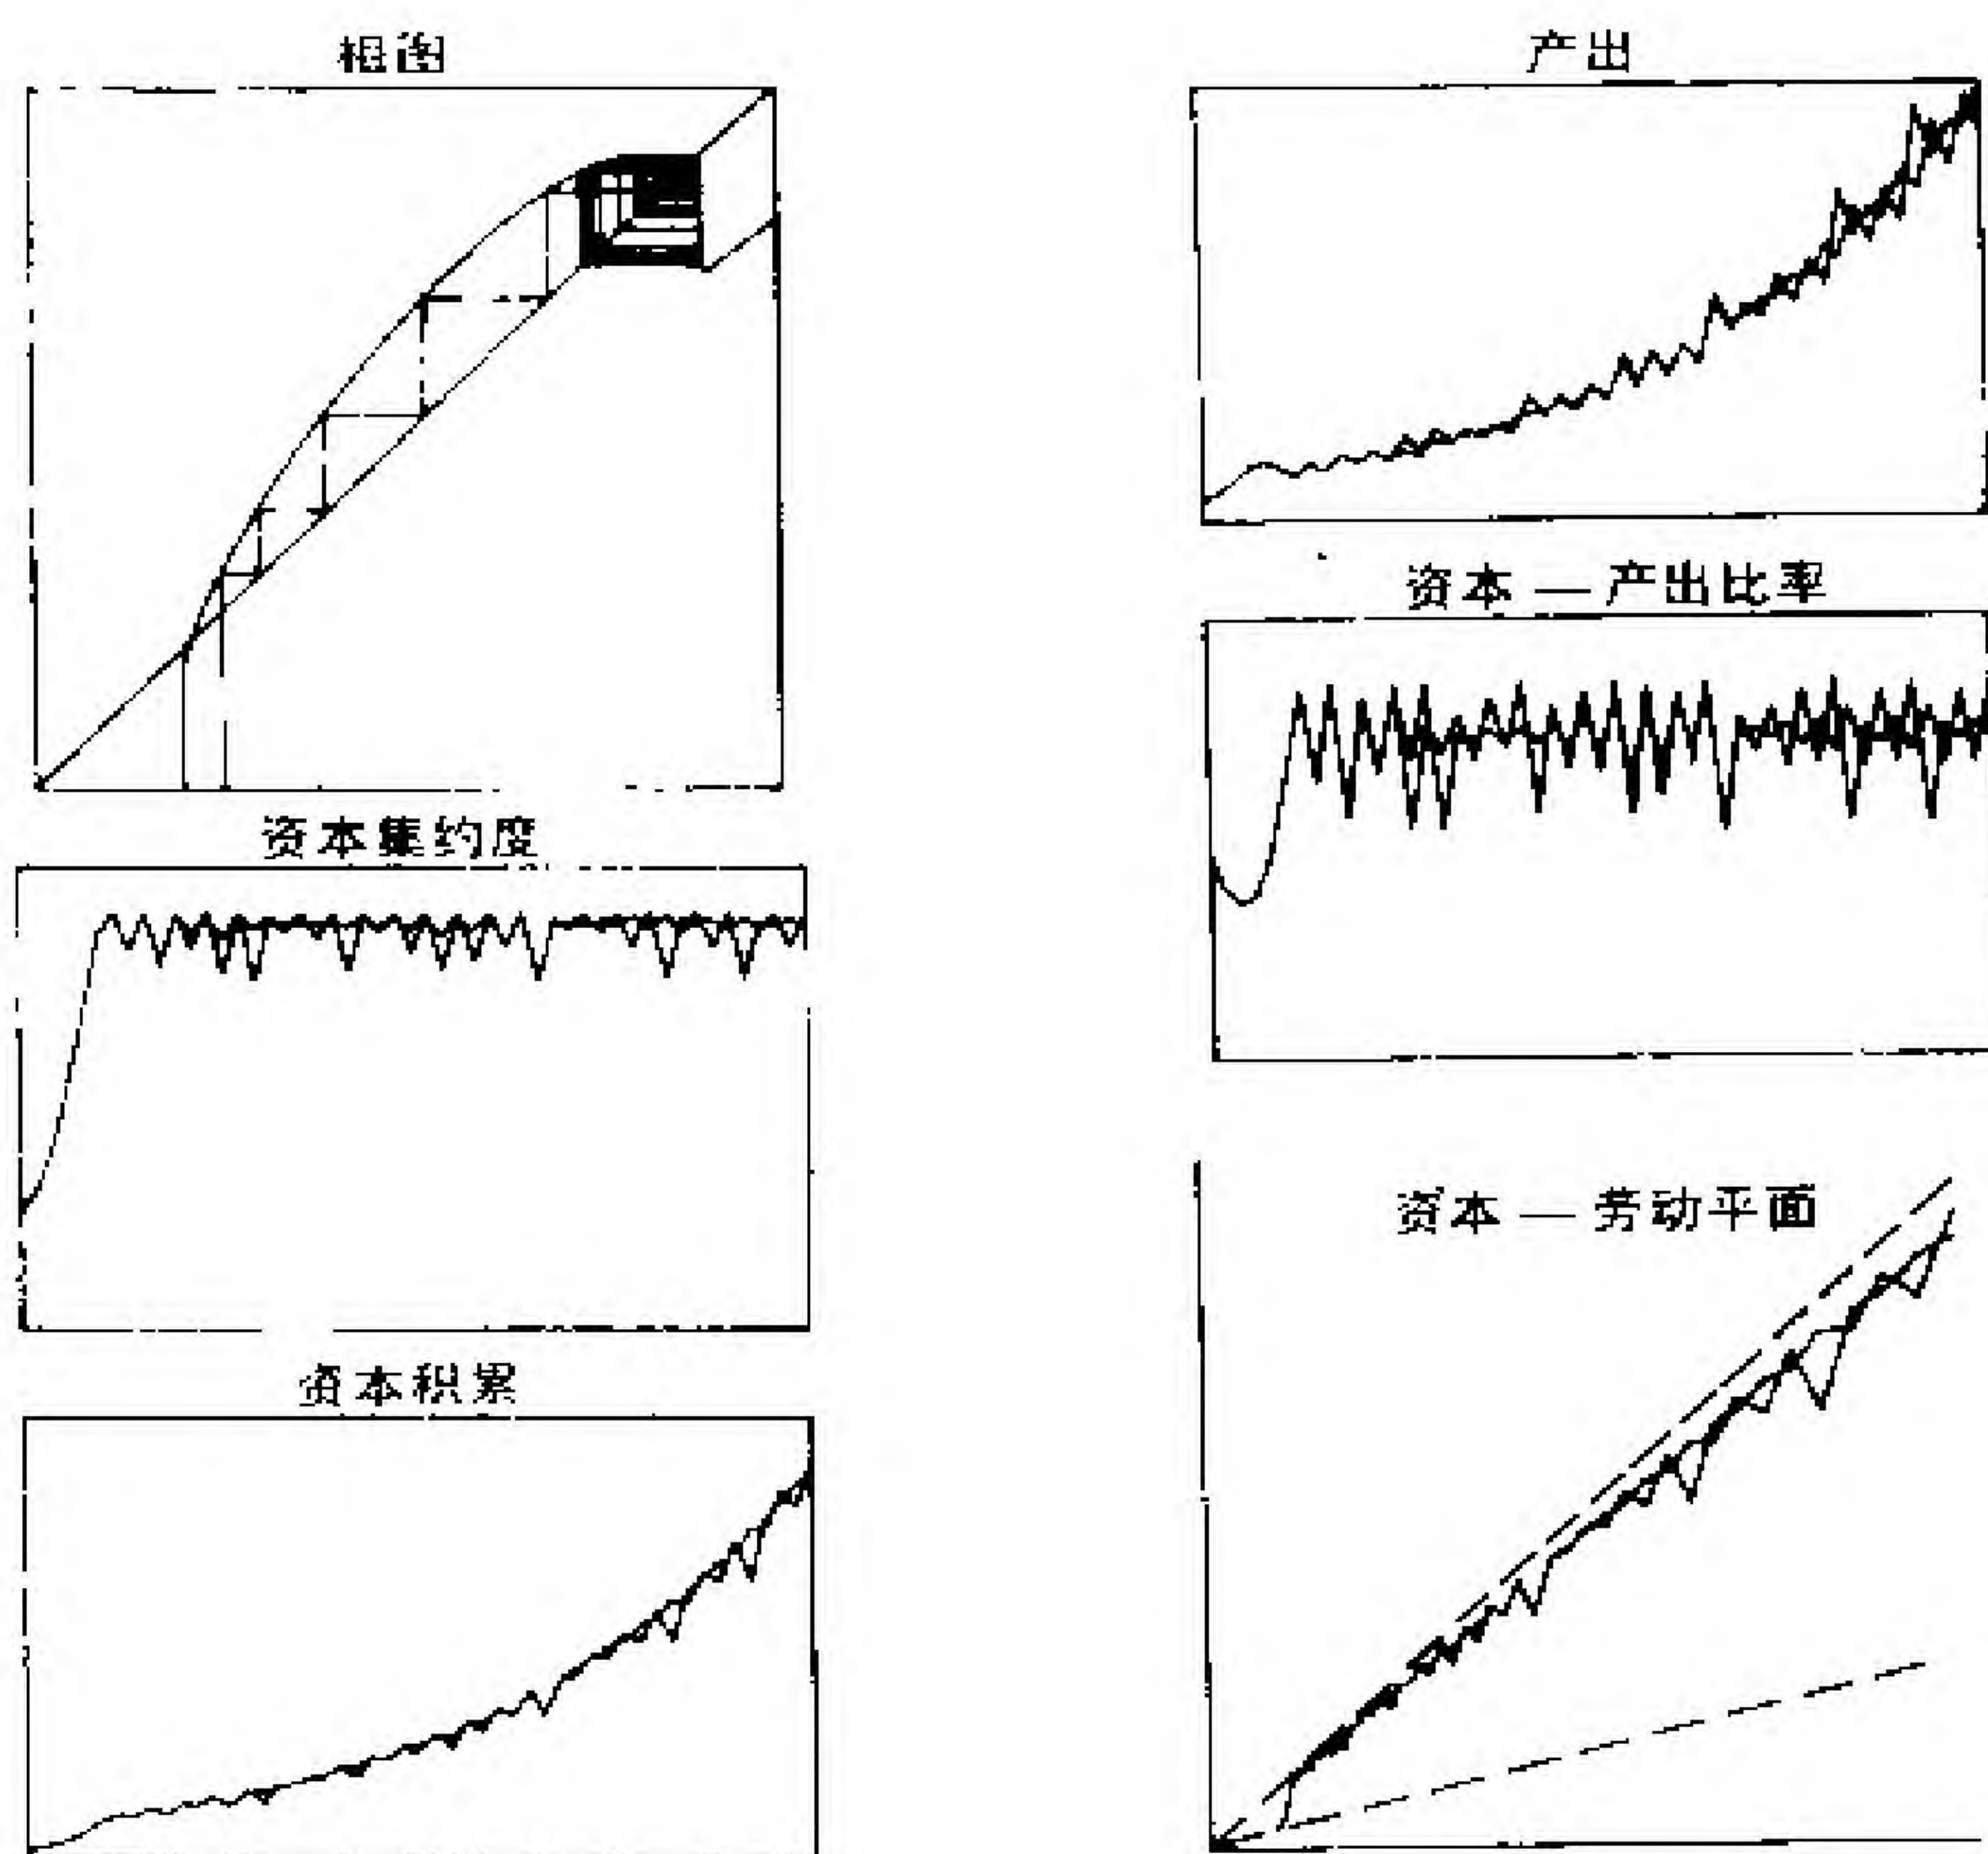 相图
产出
资本—产出比率
资本集约度
资本—劳动平面
资本积累